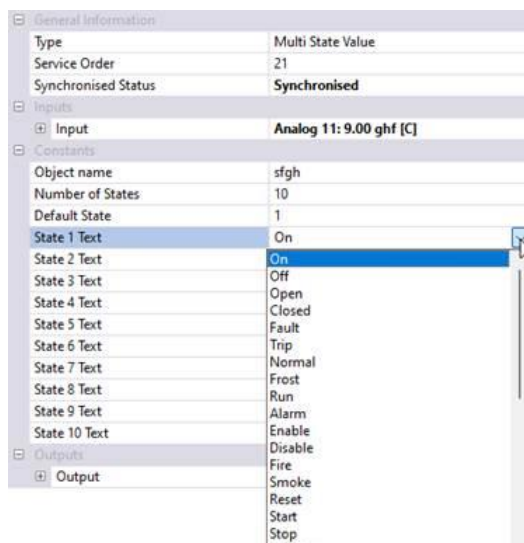 General Information
Type Multi State Value
Service Order 21
Synchronised Status Synchronised
Inputs
Input Analog 11: 9.00 ghf [C]
Constants
Object name sfgh
Number of States 10
Default State 1
State 1 Text On
State 2 Text On
State 3 Text Off
State 4 Text Open
Closed
State 5 Text Fault
State 6 Text Trip
State 7 Text Normal
Frost
State 8 Text Run
State 9 Text Alarm
State 10 Text Enable
Disable
Outputs Fire
Output Smoke
Reset
Start
Stop